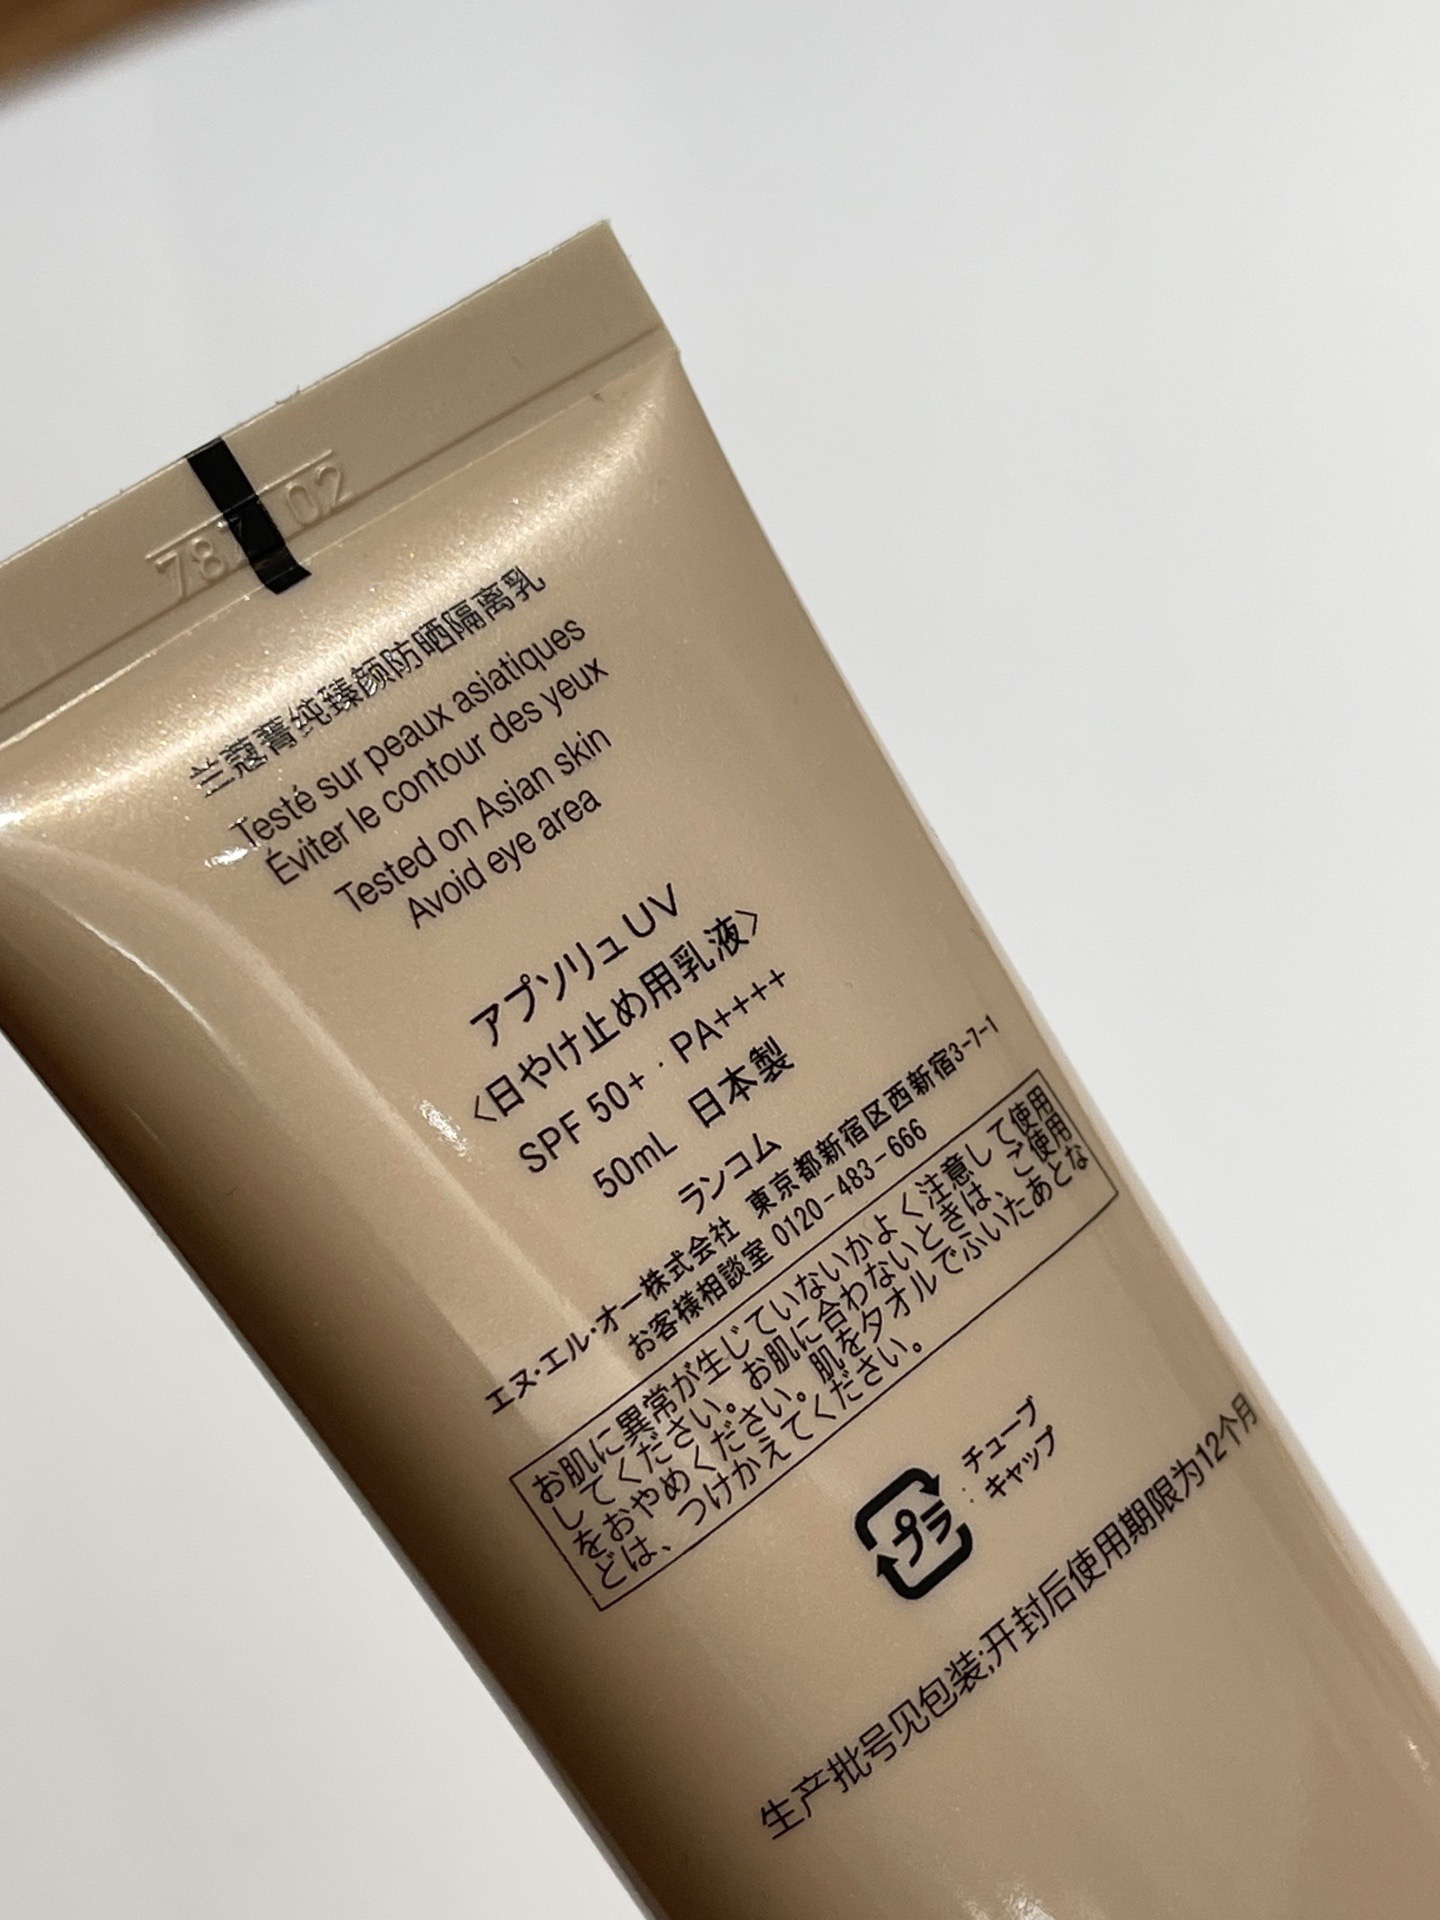 02
兰蔻菁纯臻颜防晒隔离乳
Testé sur peaux asiatiques
Éviter le contour des yeux
Tested on Asian skin
Avoid eye area
アプソリュ UV
〈日やけ止め用乳液〉
SPF 50+・PA++++
50mL 日本製
ランコム
エヌ・エル・オー株式会社 東京都新宿区西新宿3-7-1
お客様相談室 0120-483-666
お肌に異常が生じていないかよく注意して使用
してください。お肌に合わないときは、ご使用
をおやめください。肌をタオルでふいたあとな
どは、つけかえてください。
プラ
: チューブ
キャップ
生产批号见包装;开封后使用期限为12个月